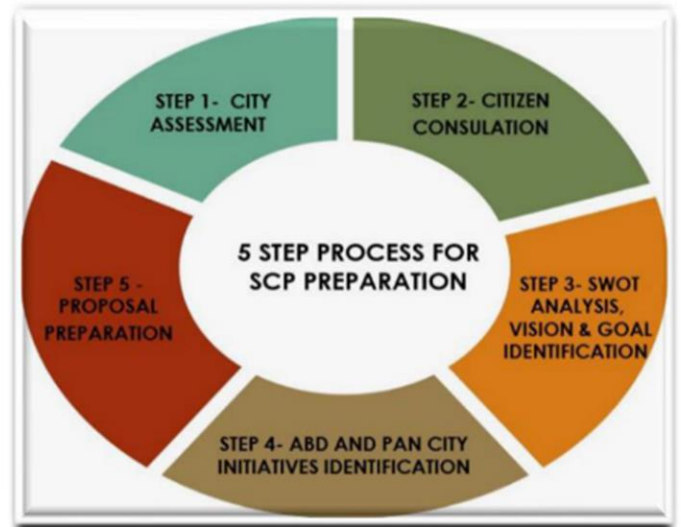 STEP 1- CITY
ASSESSMENT
STEP 2- CITIZEN
CONSULATION
5 STEP PROCESS FOR
SCP PREPARATION
STEP 3- SWOT
ANALYSIS,
VISION & GOAL
IDENTIFICATION
STEP 4- ABD AND PAN CITY
INITIATIVES IDENTIFICATION
STEP 5 -
PROPOSAL
PREPARATION